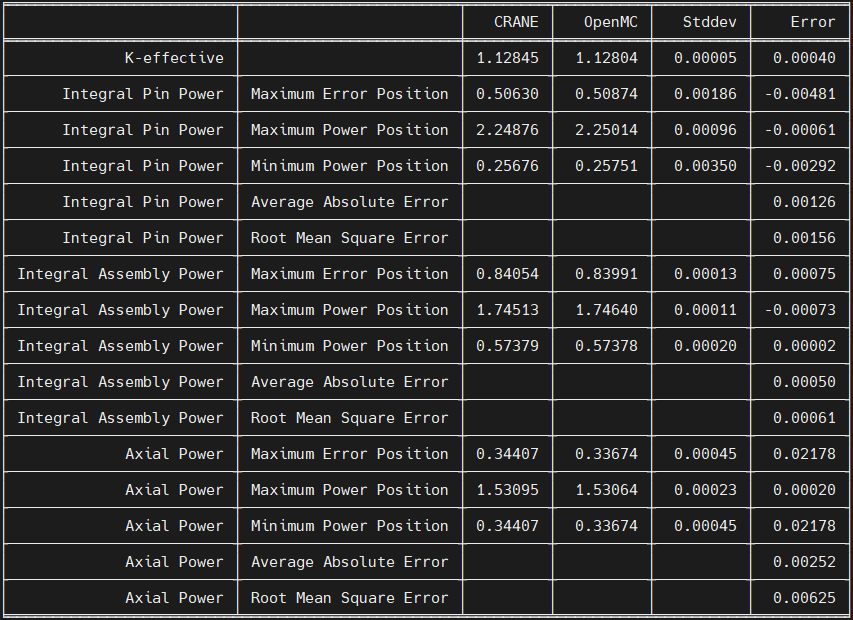 CRANE OpenMC Stddev Error
K-effective 1.12845 1.12804 0.00005 0.00040
Integral Pin Power Maximum Error Position 0.50630 0.50874 0.00186 -0.00481
Integral Pin Power Maximum Power Position 2.24876 2.25014 0.00096 -0.00061
Integral Pin Power Minimum Power Position 0.25676 0.25751 0.00350 -0.00292
Integral Pin Power Average Absolute Error 0.00126
Integral Pin Power Root Mean Square Error 0.00156
Integral Assembly Power Maximum Error Position 0.84054 0.83991 0.00013 0.00075
Integral Assembly Power Maximum Power Position 1.74513 1.74640 0.00011 -0.00073
Integral Assembly Power Minimum Power Position 0.57379 0.57378 0.00020 0.00002
Integral Assembly Power Average Absolute Error 0.00050
Integral Assembly Power Root Mean Square Error 0.00061
Axial Power Maximum Error Position 0.34407 0.33674 0.00045 0.02178
Axial Power Maximum Power Position 1.53095 1.53064 0.00023 0.00020
Axial Power Minimum Power Position 0.34407 0.33674 0.00045 0.02178
Axial Power Average Absolute Error 0.00252
Axial Power Root Mean Square Error 0.00625